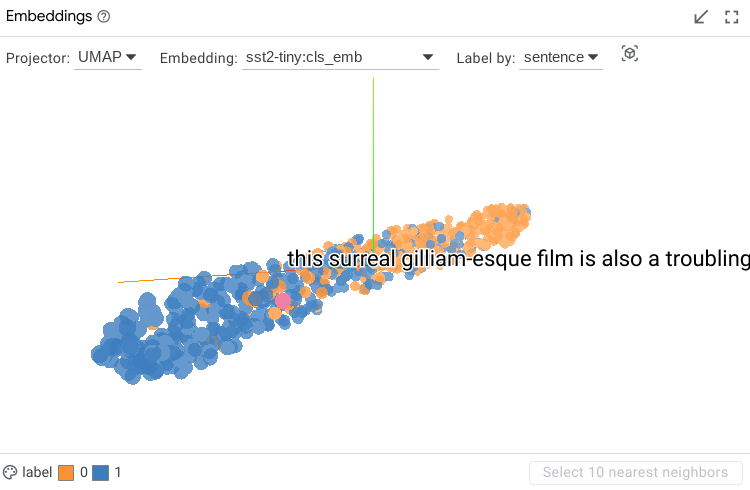 Embeddings
Projector: UMAP Embedding: sst2-tiny:cls_emb Label by: sentence
this surreal gilliam-esque film is also a troubling
label 0 1 Select 10 nearest neighbors